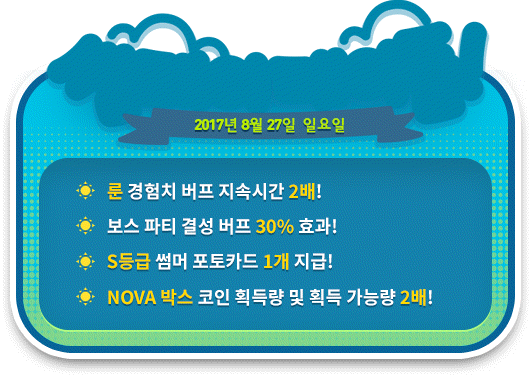 2017년 8월 27일 일요일
룬 경험치 버프 지속시간 2배!
보스 파티 결성 버프 30% 효과!
S등급 썸머 포토카드 1개 지급!
NOVA 박스 코인 획득량 및 획득 가능량 2배!